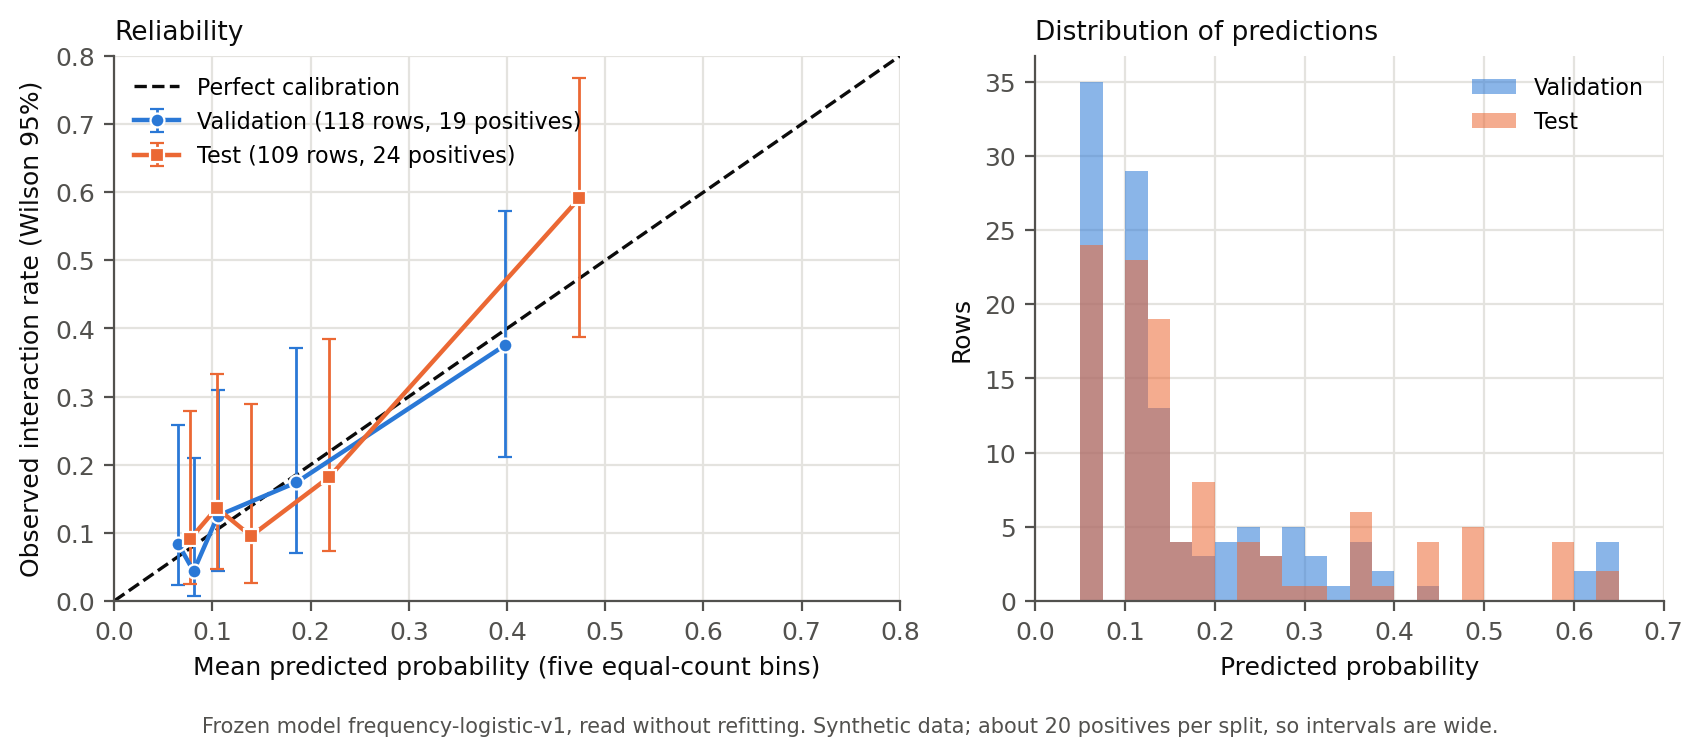 Reliability
0.8
0.7
0.6
0.5
0.4
0.3
0.2
0.1
0.0
Observed interaction rate (Wilson 95%)
Perfect calibration
Validation (118 rows, 19 positives)
Test (109 rows, 24 positives)
0.0 0.1 0.2 0.3 0.4 0.5 0.6 0.7 0.8
Mean predicted probability (five equal-count bins)
Distribution of predictions
35
30
25
20
15
10
5
0
Rows
Validation
Test
0.0 0.1 0.2 0.3 0.4 0.5 0.6 0.7
Predicted probability
Frozen model frequency-logistic-v1, read without refitting. Synthetic data; about 20 positives per split, so intervals are wide.